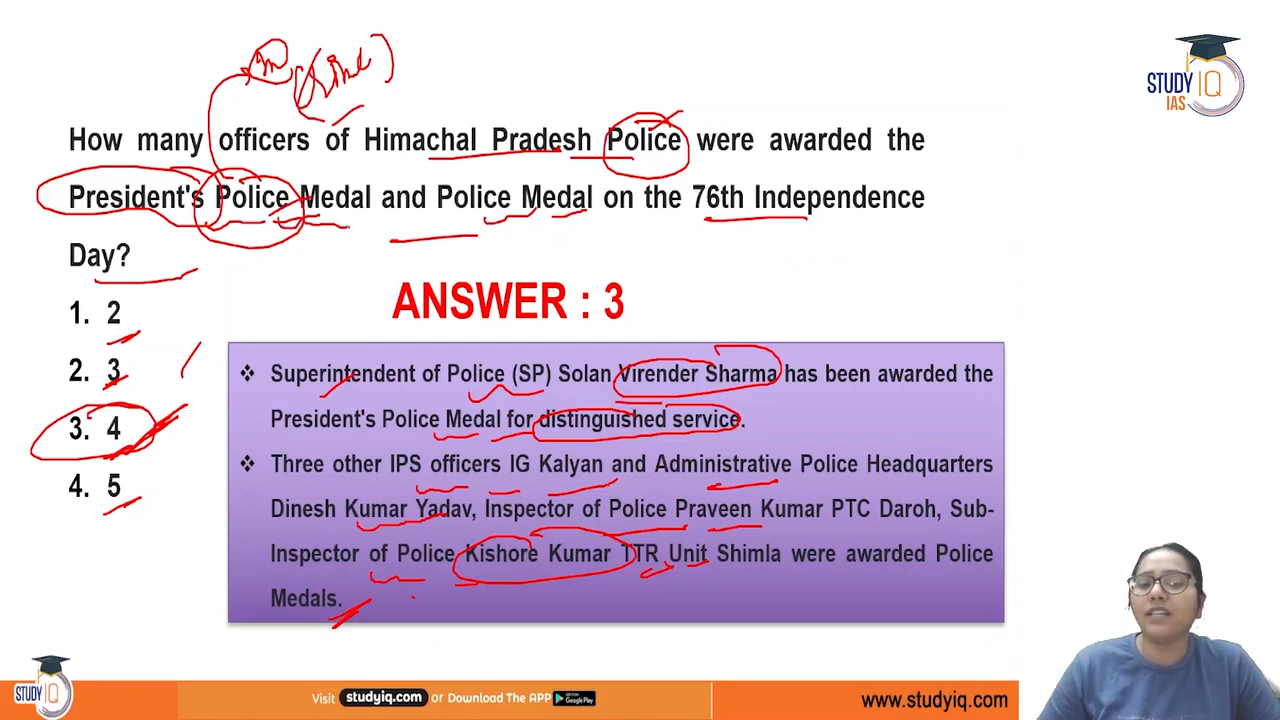 STUDY IQ
IAS
How many officers of Himachal Pradesh Police were awarded the
President's Police Medal and Police Medal on the 76th Independence
Day?
1. 2
2. 3
3. 4
4. 5
ANSWER : 3
❖ Superintendent of Police (SP) Solan Virender Sharma has been awarded the
President's Police Medal for distinguished service.
❖ Three other IPS officers IG Kalyan and Administrative Police Headquarters
Dinesh Kumar Yadav, Inspector of Police Praveen Kumar PTC Daroh, Sub-
Inspector of Police Kishore Kumar TTR Unit Shimla were awarded Police
Medals.
STUDY IQ
Visit studyiq.com or Download The APP Google Play
www.studyiq.com